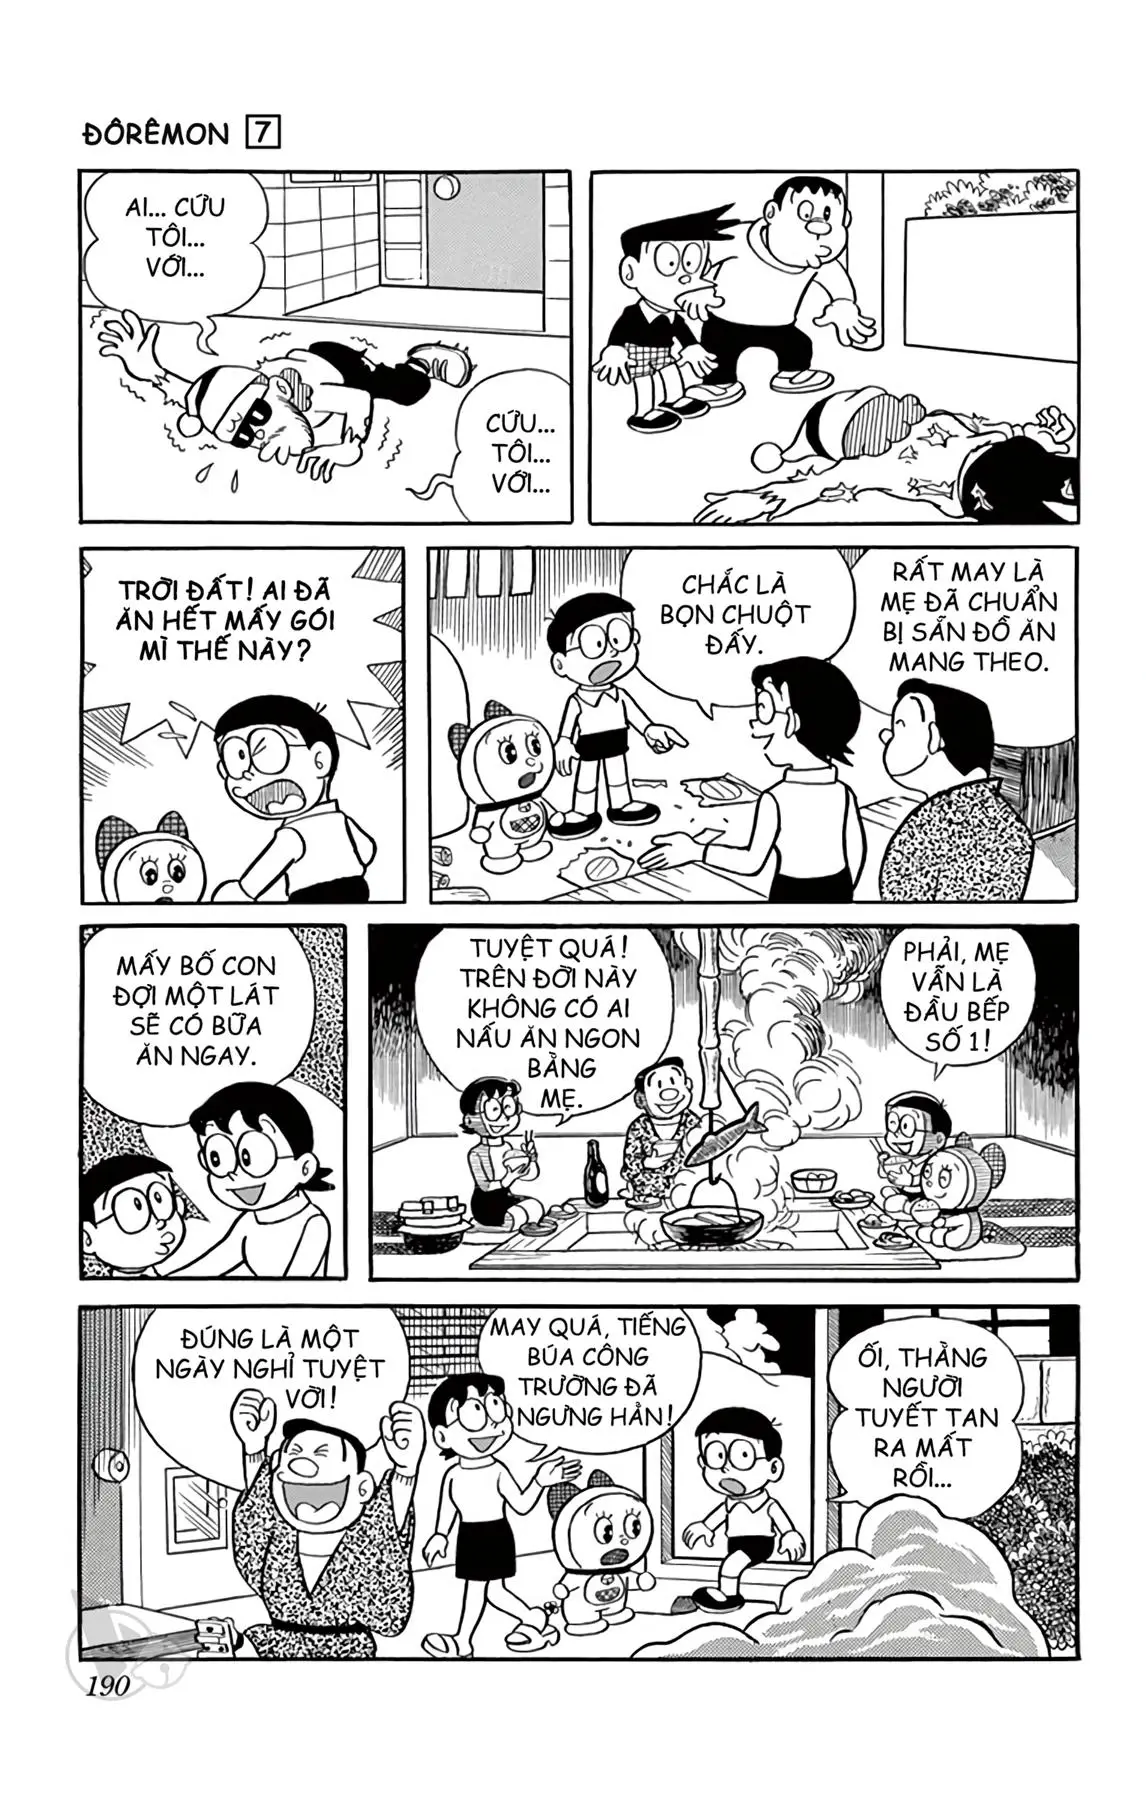 ĐÔRÊMON 7
AI... CỨU
TÔI...
VỚI...
CỨU...
TÔI...
VỚI...
TRỜI ĐẤT! AI ĐÃ
ĂN HẾT MẤY GÓI
MÌ THẾ NÀY?
CHẮC LÀ
BỌN CHUỘT
ĐẤY.
RẤT MAY LÀ
MẸ ĐÃ CHUẨN
BỊ SẴN ĐỒ ĂN
MANG THEO.
MẤY BỐ CON
ĐỢI MỘT LÁT
SẼ CÓ BỮA
ĂN NGAY.
TUYỆT QUÁ!
TRÊN ĐỜI NÀY
KHÔNG CÓ AI
NẤU ĂN NGON
BẰNG
MẸ.
PHẢI, MẸ
VẪN LÀ
ĐẦU BẾP
SỐ 1!
ĐÚNG LÀ MỘT
NGÀY NGHỈ TUYỆT
VỜI!
MAY QUÁ, TIẾNG
BÚA CÔNG
TRƯỜNG ĐÃ
NGƯNG HẲN!
ỐI, THẰNG
NGƯỜI
TUYẾT TAN
RA MẤT
RỒI...
190